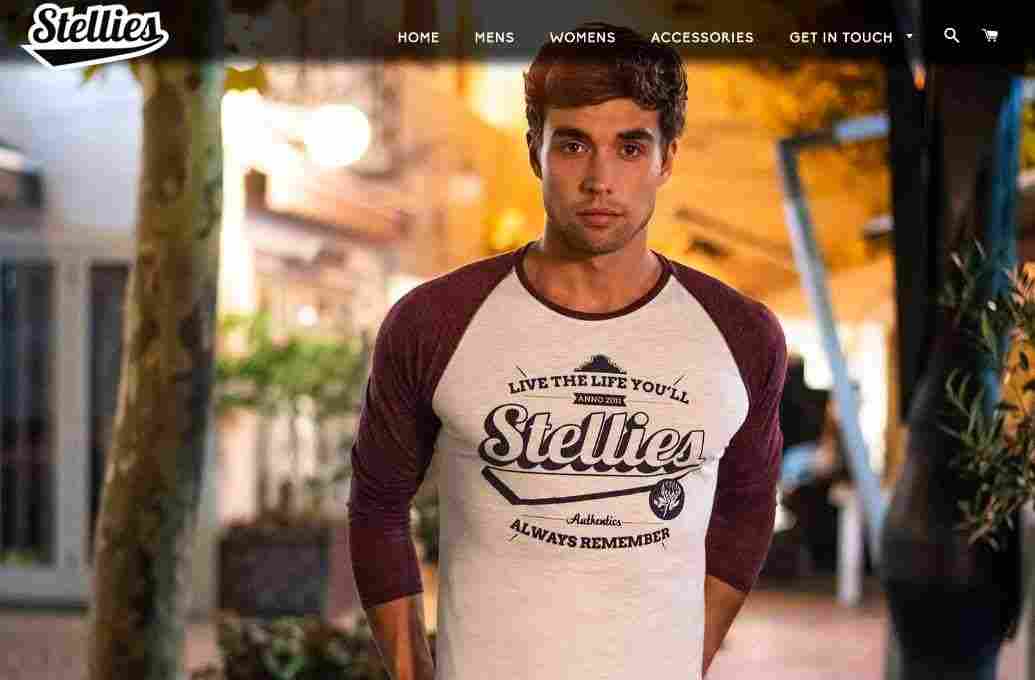 Stellies
HOME MENS WOMENS ACCESSORIES GET IN TOUCH
LIVE THE LIFE YOU'LL
ANNO 2011
Stellies
Authentics
ALWAYS REMEMBER